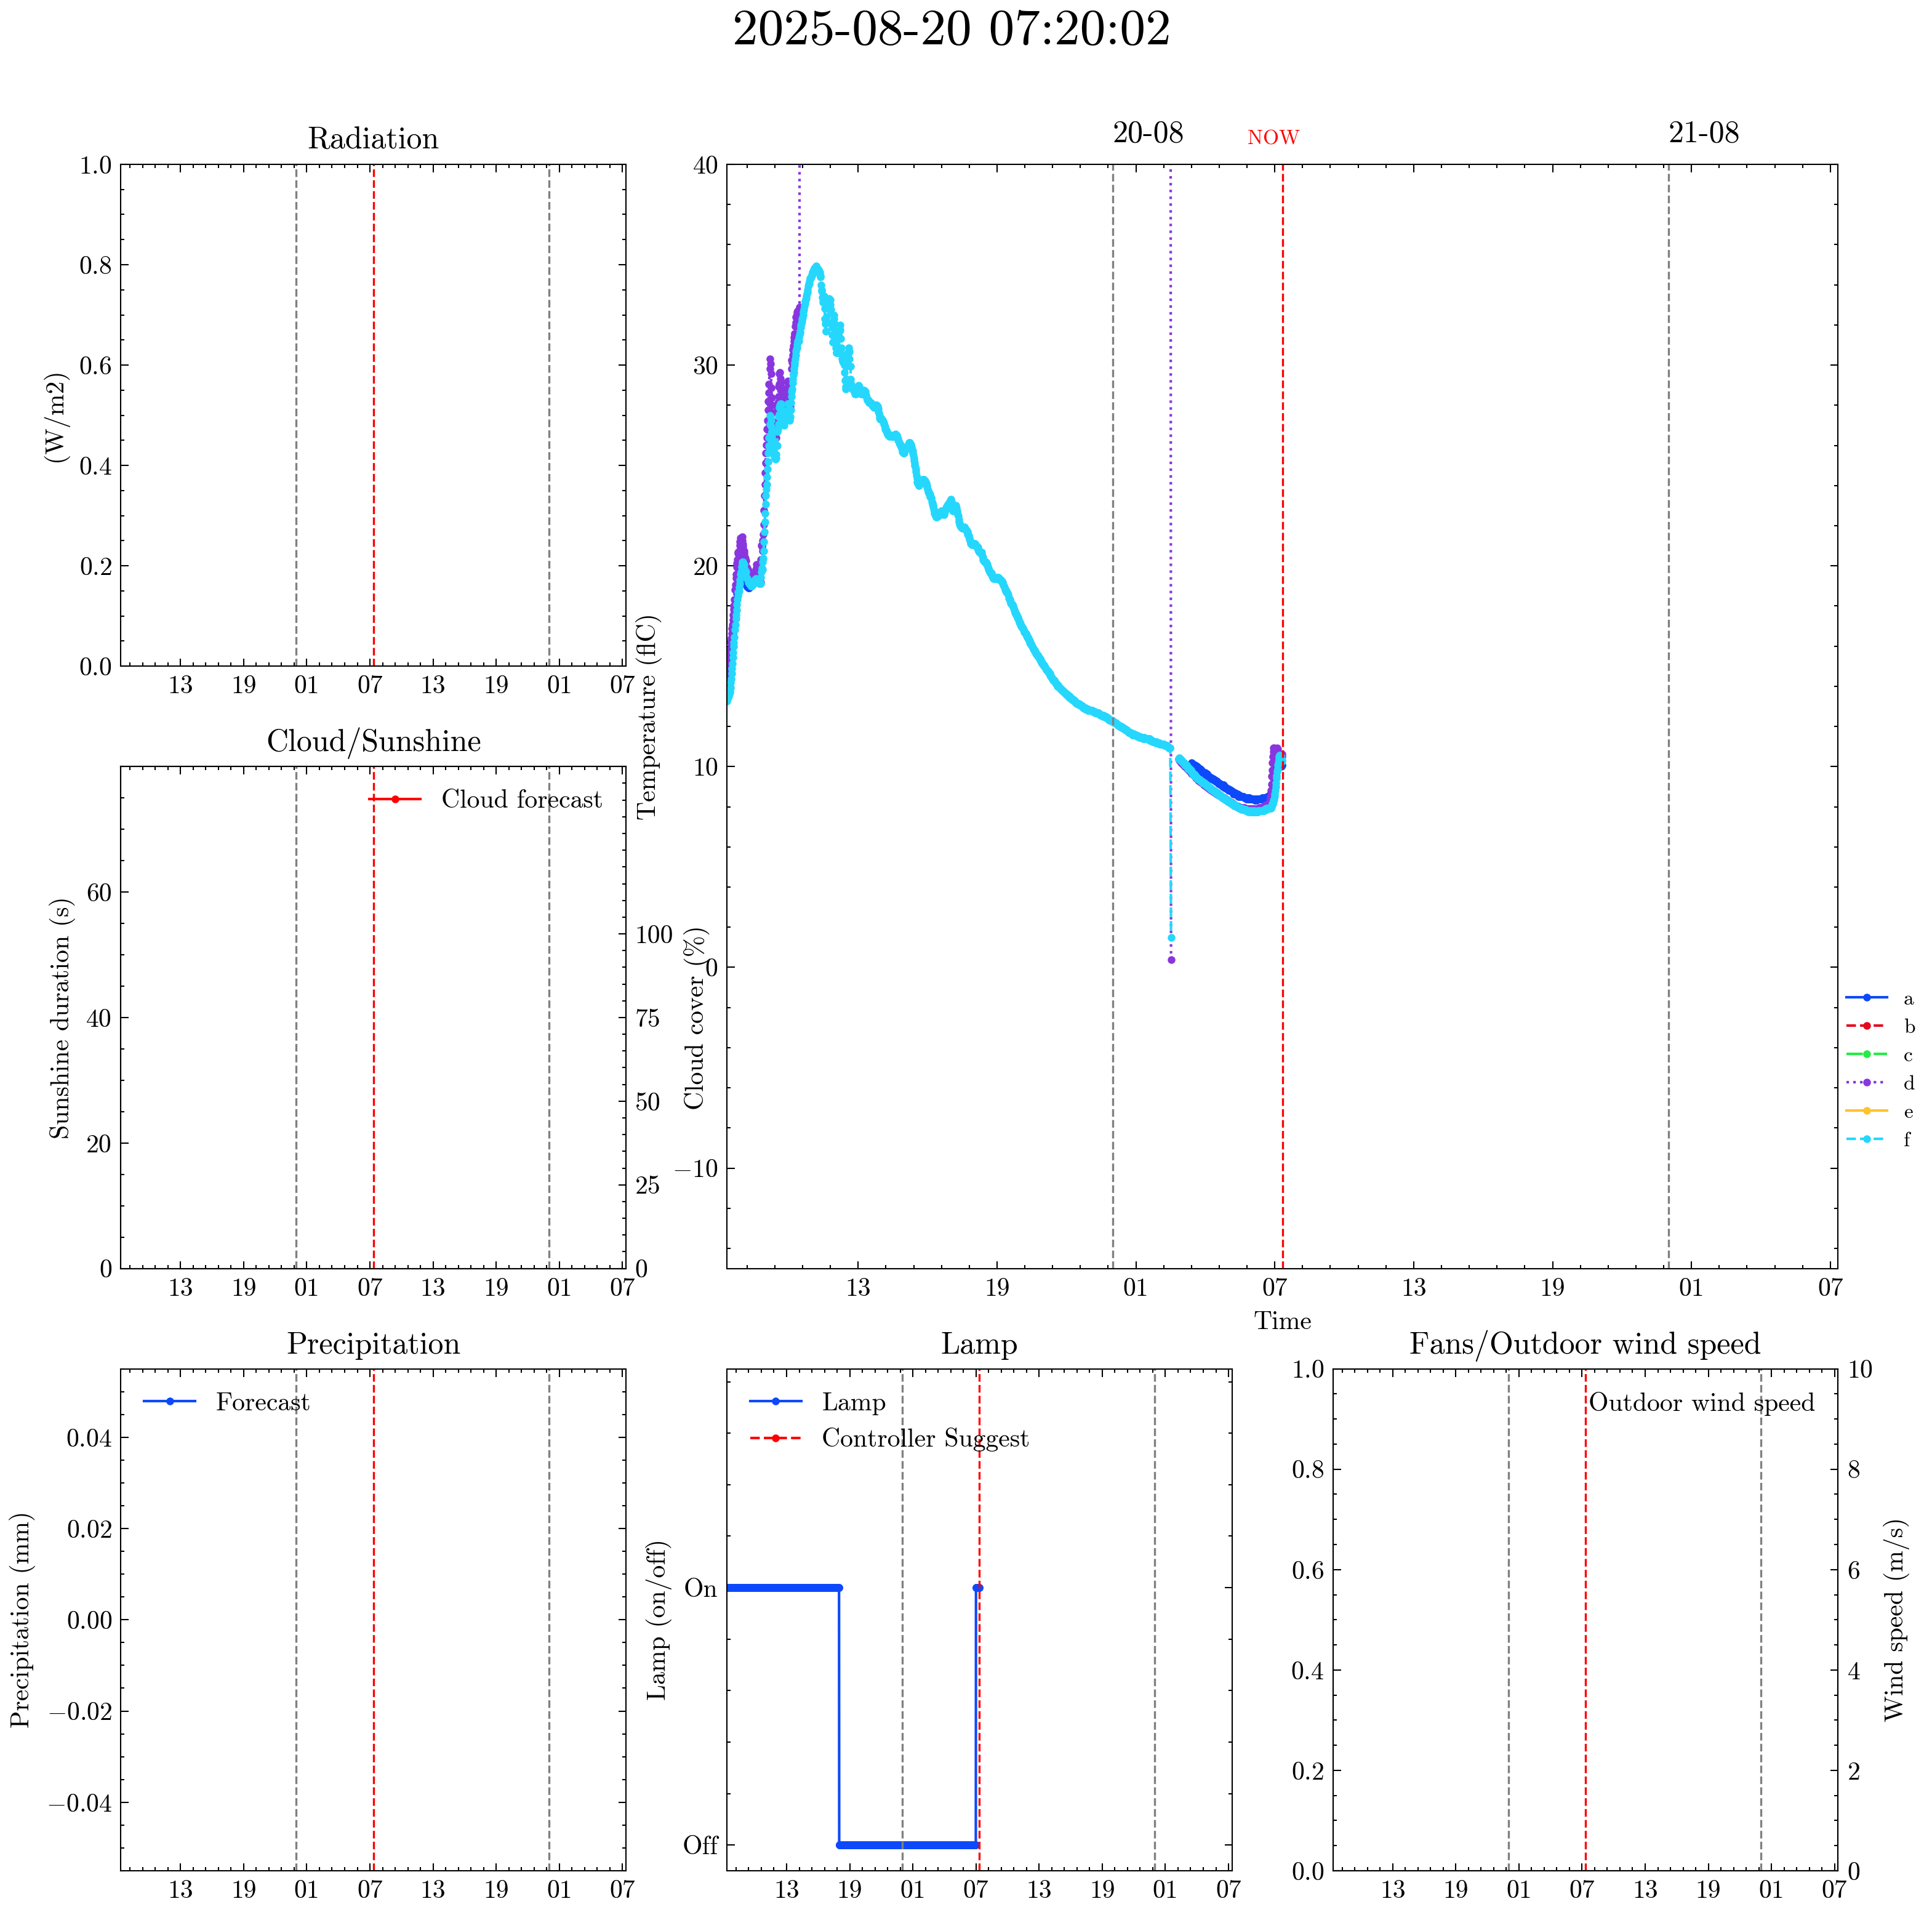 2025-08-20 07:20:02
Radiation
20-08
NOW
21-08
1.0
0.8
0.6
0.4
0.2
0.0
(W/m2)
13 19 01 07 13 19 01 07
Cloud/Sunshine
Cloud forecast
60
40
20
0
Sunshine duration (s)
100
75
50
25
0
Cloud cover (%)
13 19 01 07 13 19 01 07
40
30
20
10
0
−10
Temperature (flC)
13 19 01 07 13 19 01 07
Time
a
b
c
d
e
f
Precipitation
Forecast
0.04
0.02
0.00
−0.02
−0.04
Precipitation (mm)
13 19 01 07 13 19 01 07
Lamp
Lamp
Controller Suggest
On
Off
Lamp (on/off)
13 19 01 07 13 19 01 07
Fans/Outdoor wind speed
Outdoor wind speed
1.0
0.8
0.6
0.4
0.2
0.0
10
8
6
4
2
0
Wind speed (m/s)
13 19 01 07 13 19 01 07